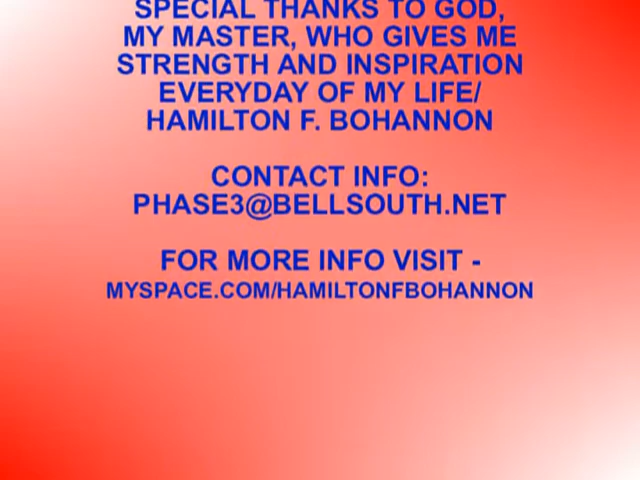 SPECIAL THANKS TO GOD,
MY MASTER, WHO GIVES ME
STRENGTH AND INSPIRATION
EVERYDAY OF MY LIFE/
HAMILTON F. BOHANNON
CONTACT INFO:
PHASE3@BELLSOUTH.NET
FOR MORE INFO VISIT -
MYSPACE.COM/HAMILTONFBOHANNON